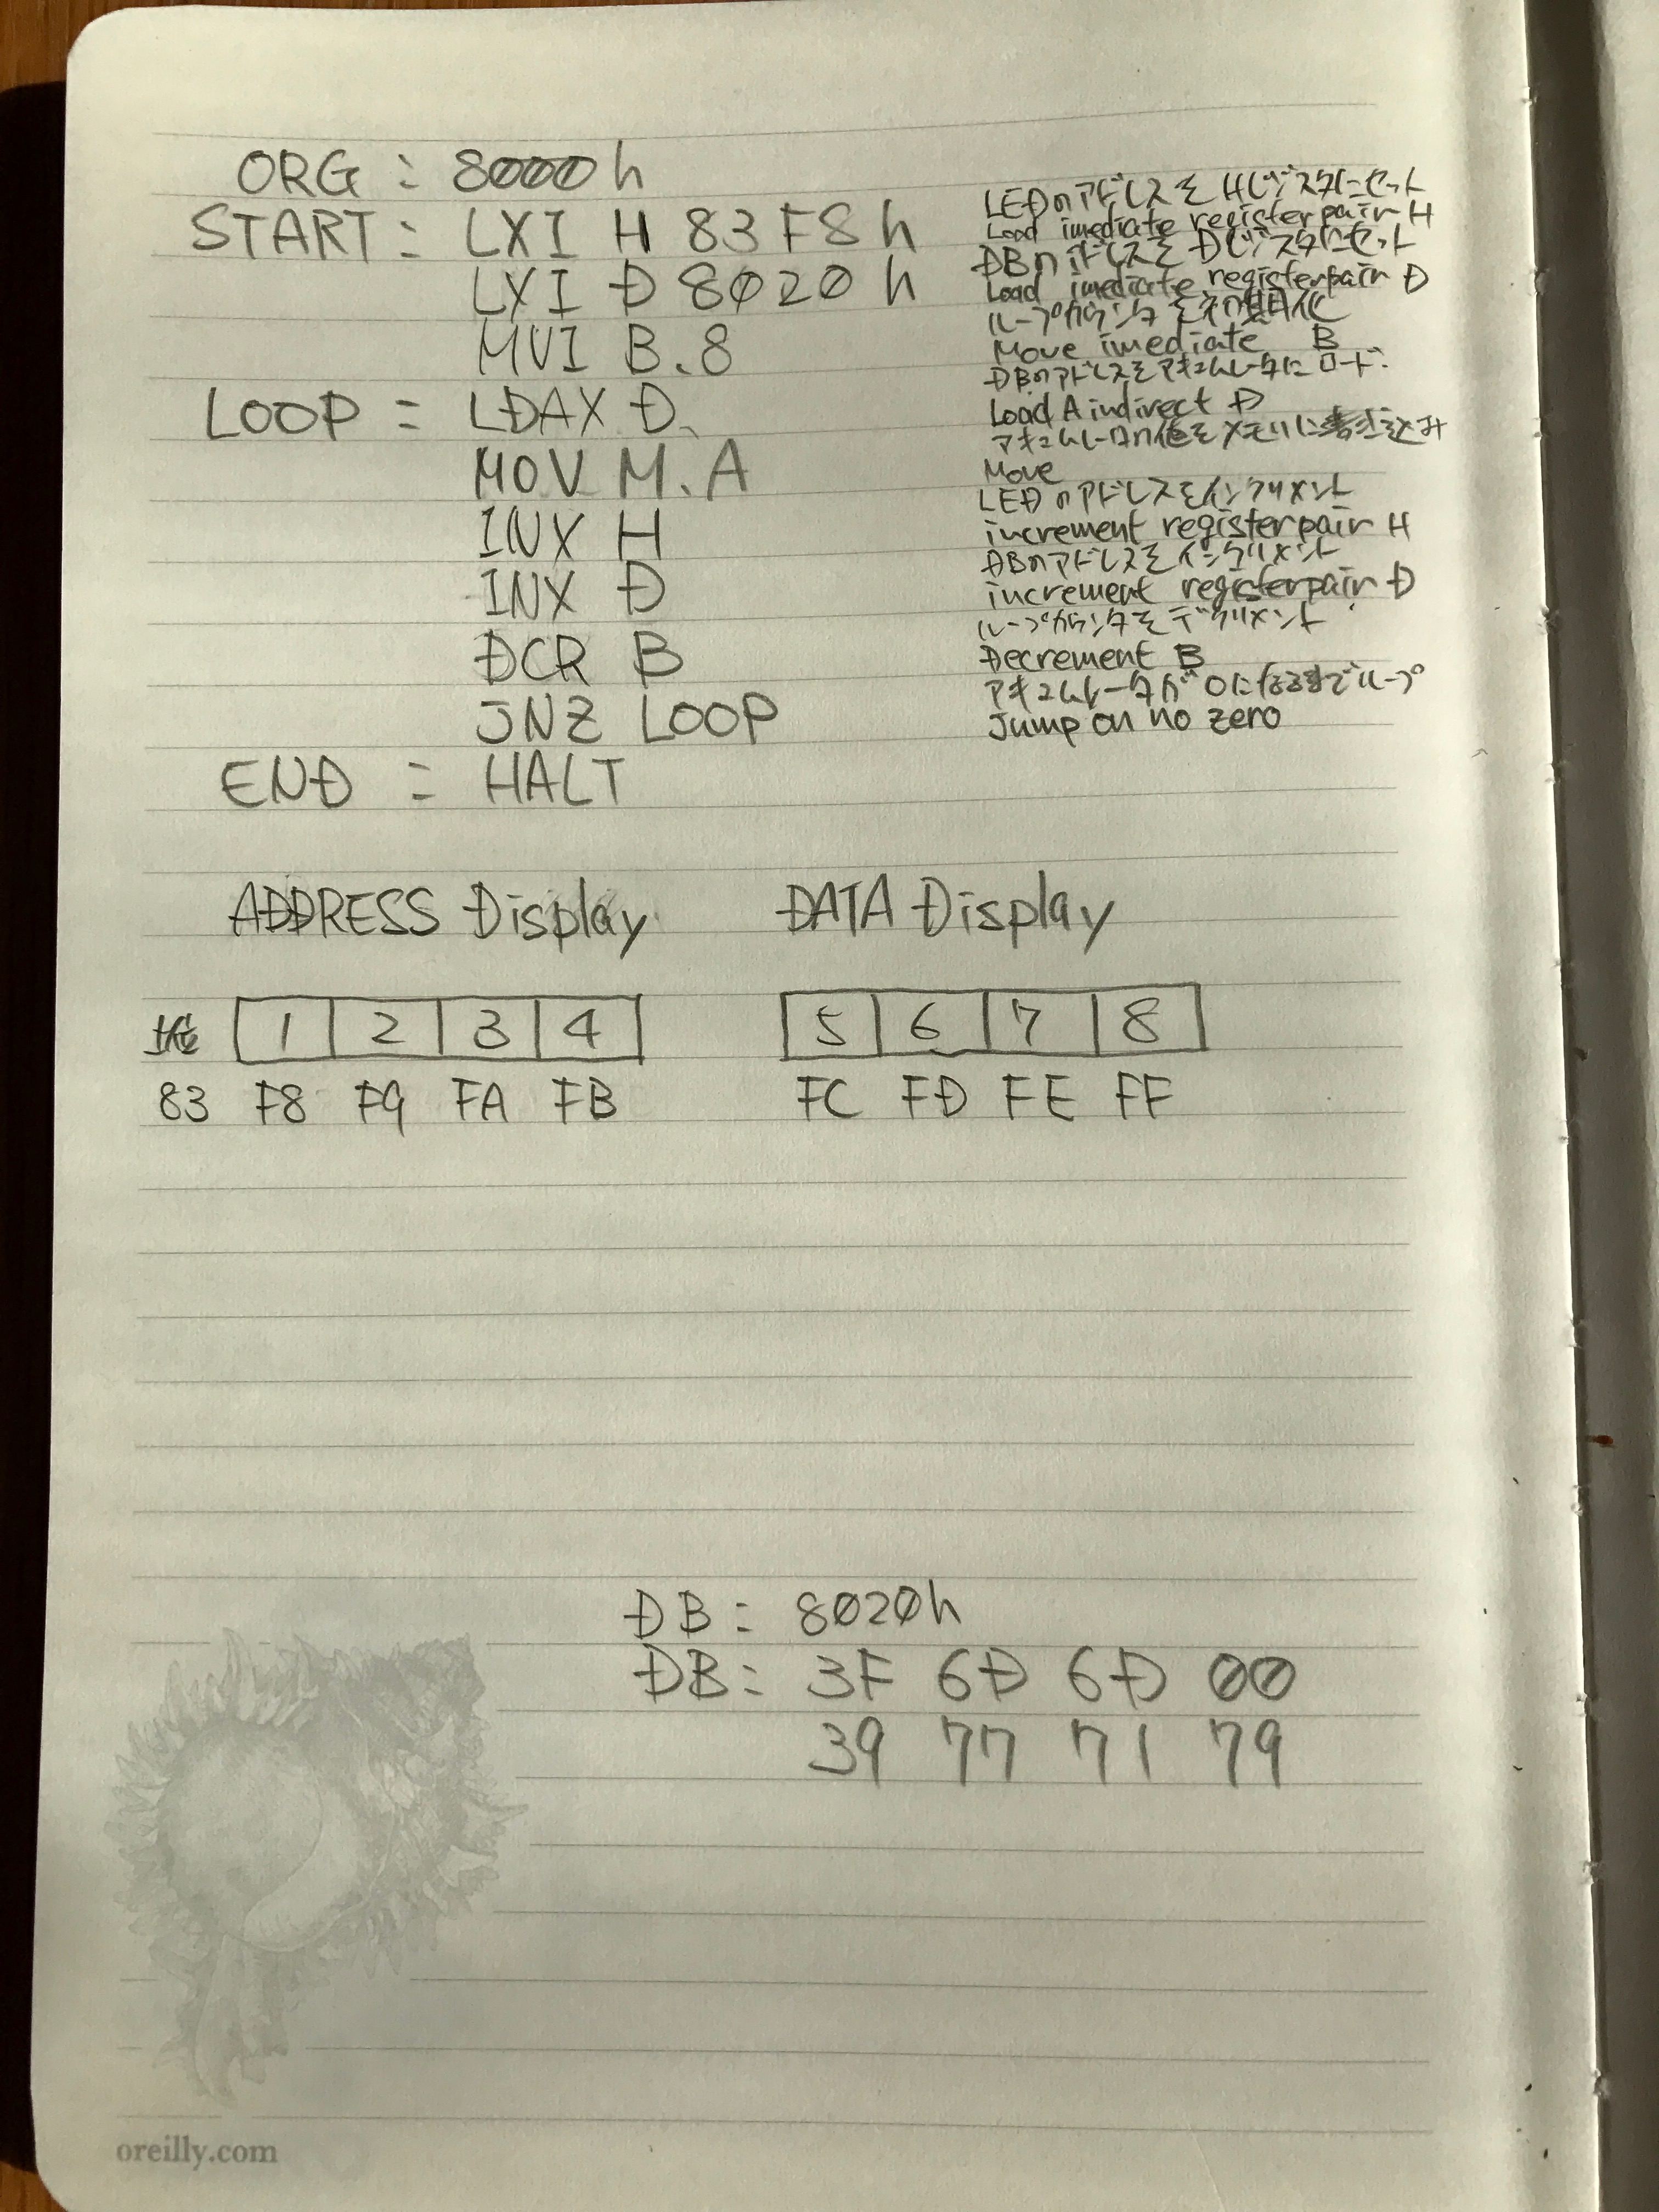 ORG : 8000h
START : LXI H 83F8h
LEDのアドレスをHレジスタにセット
Load imediate register pair H
LXI D 8020h
DBのアドレスをDレジスタにセット
Load imediate registerpair D
MVI B.8
ループカウンタを初期化
Move imediate B
LOOP = LDAX D
DBのアドレスをアキュムレータにロード.
Load A indirect D
MOV M.A
アキュムレータの値をメモリに書き込み
Move
INX H
LEDのアドレスをインクリメント
increment registerpair H
INX D
DBのアドレスをインクリメント
increment registerpair D
DCR B
ループカウンタをデクリメント
Decrement B
JNZ LOOP
アキュムレータが0になるまでループ
Jump on no zero
END = HALT
ADDRESS Display DATA Display
1 2 3 4 5 6 7 8
83 F8 F9 FA FB FC FD FE FF
DB : 8020h
DB : 3F 6D 6D 00
39 77 71 79
oreilly.com